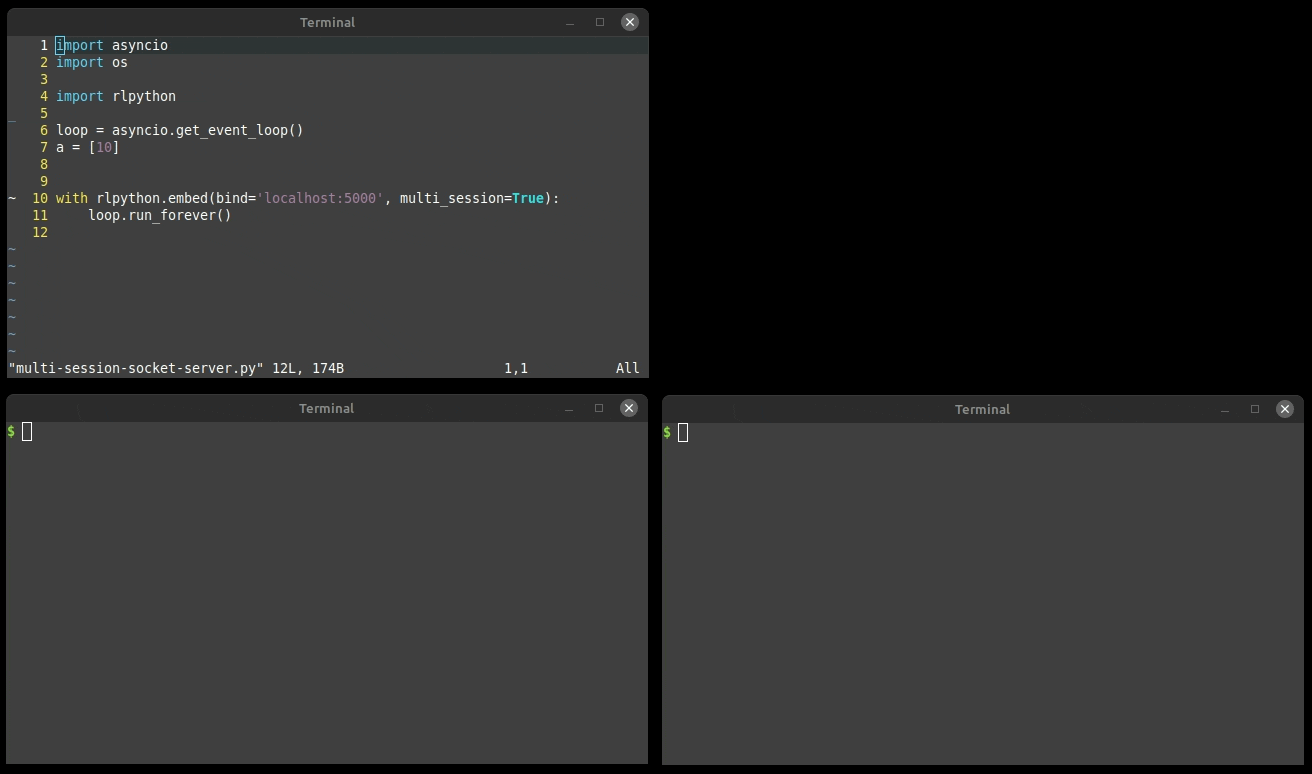 Terminal
1 import asyncio
2 import os
3
4 import rlpython
5
6 loop = asyncio.get_event_loop()
7 a = [10]
8
9
~ 10 with rlpython.embed(bind='localhost:5000', multi_session=True):
11     loop.run_forever()
12
~
~
~
~
~
~
~
"multi-session-socket-server.py" 12L, 174B 1,1 All
Terminal
$
Terminal
$